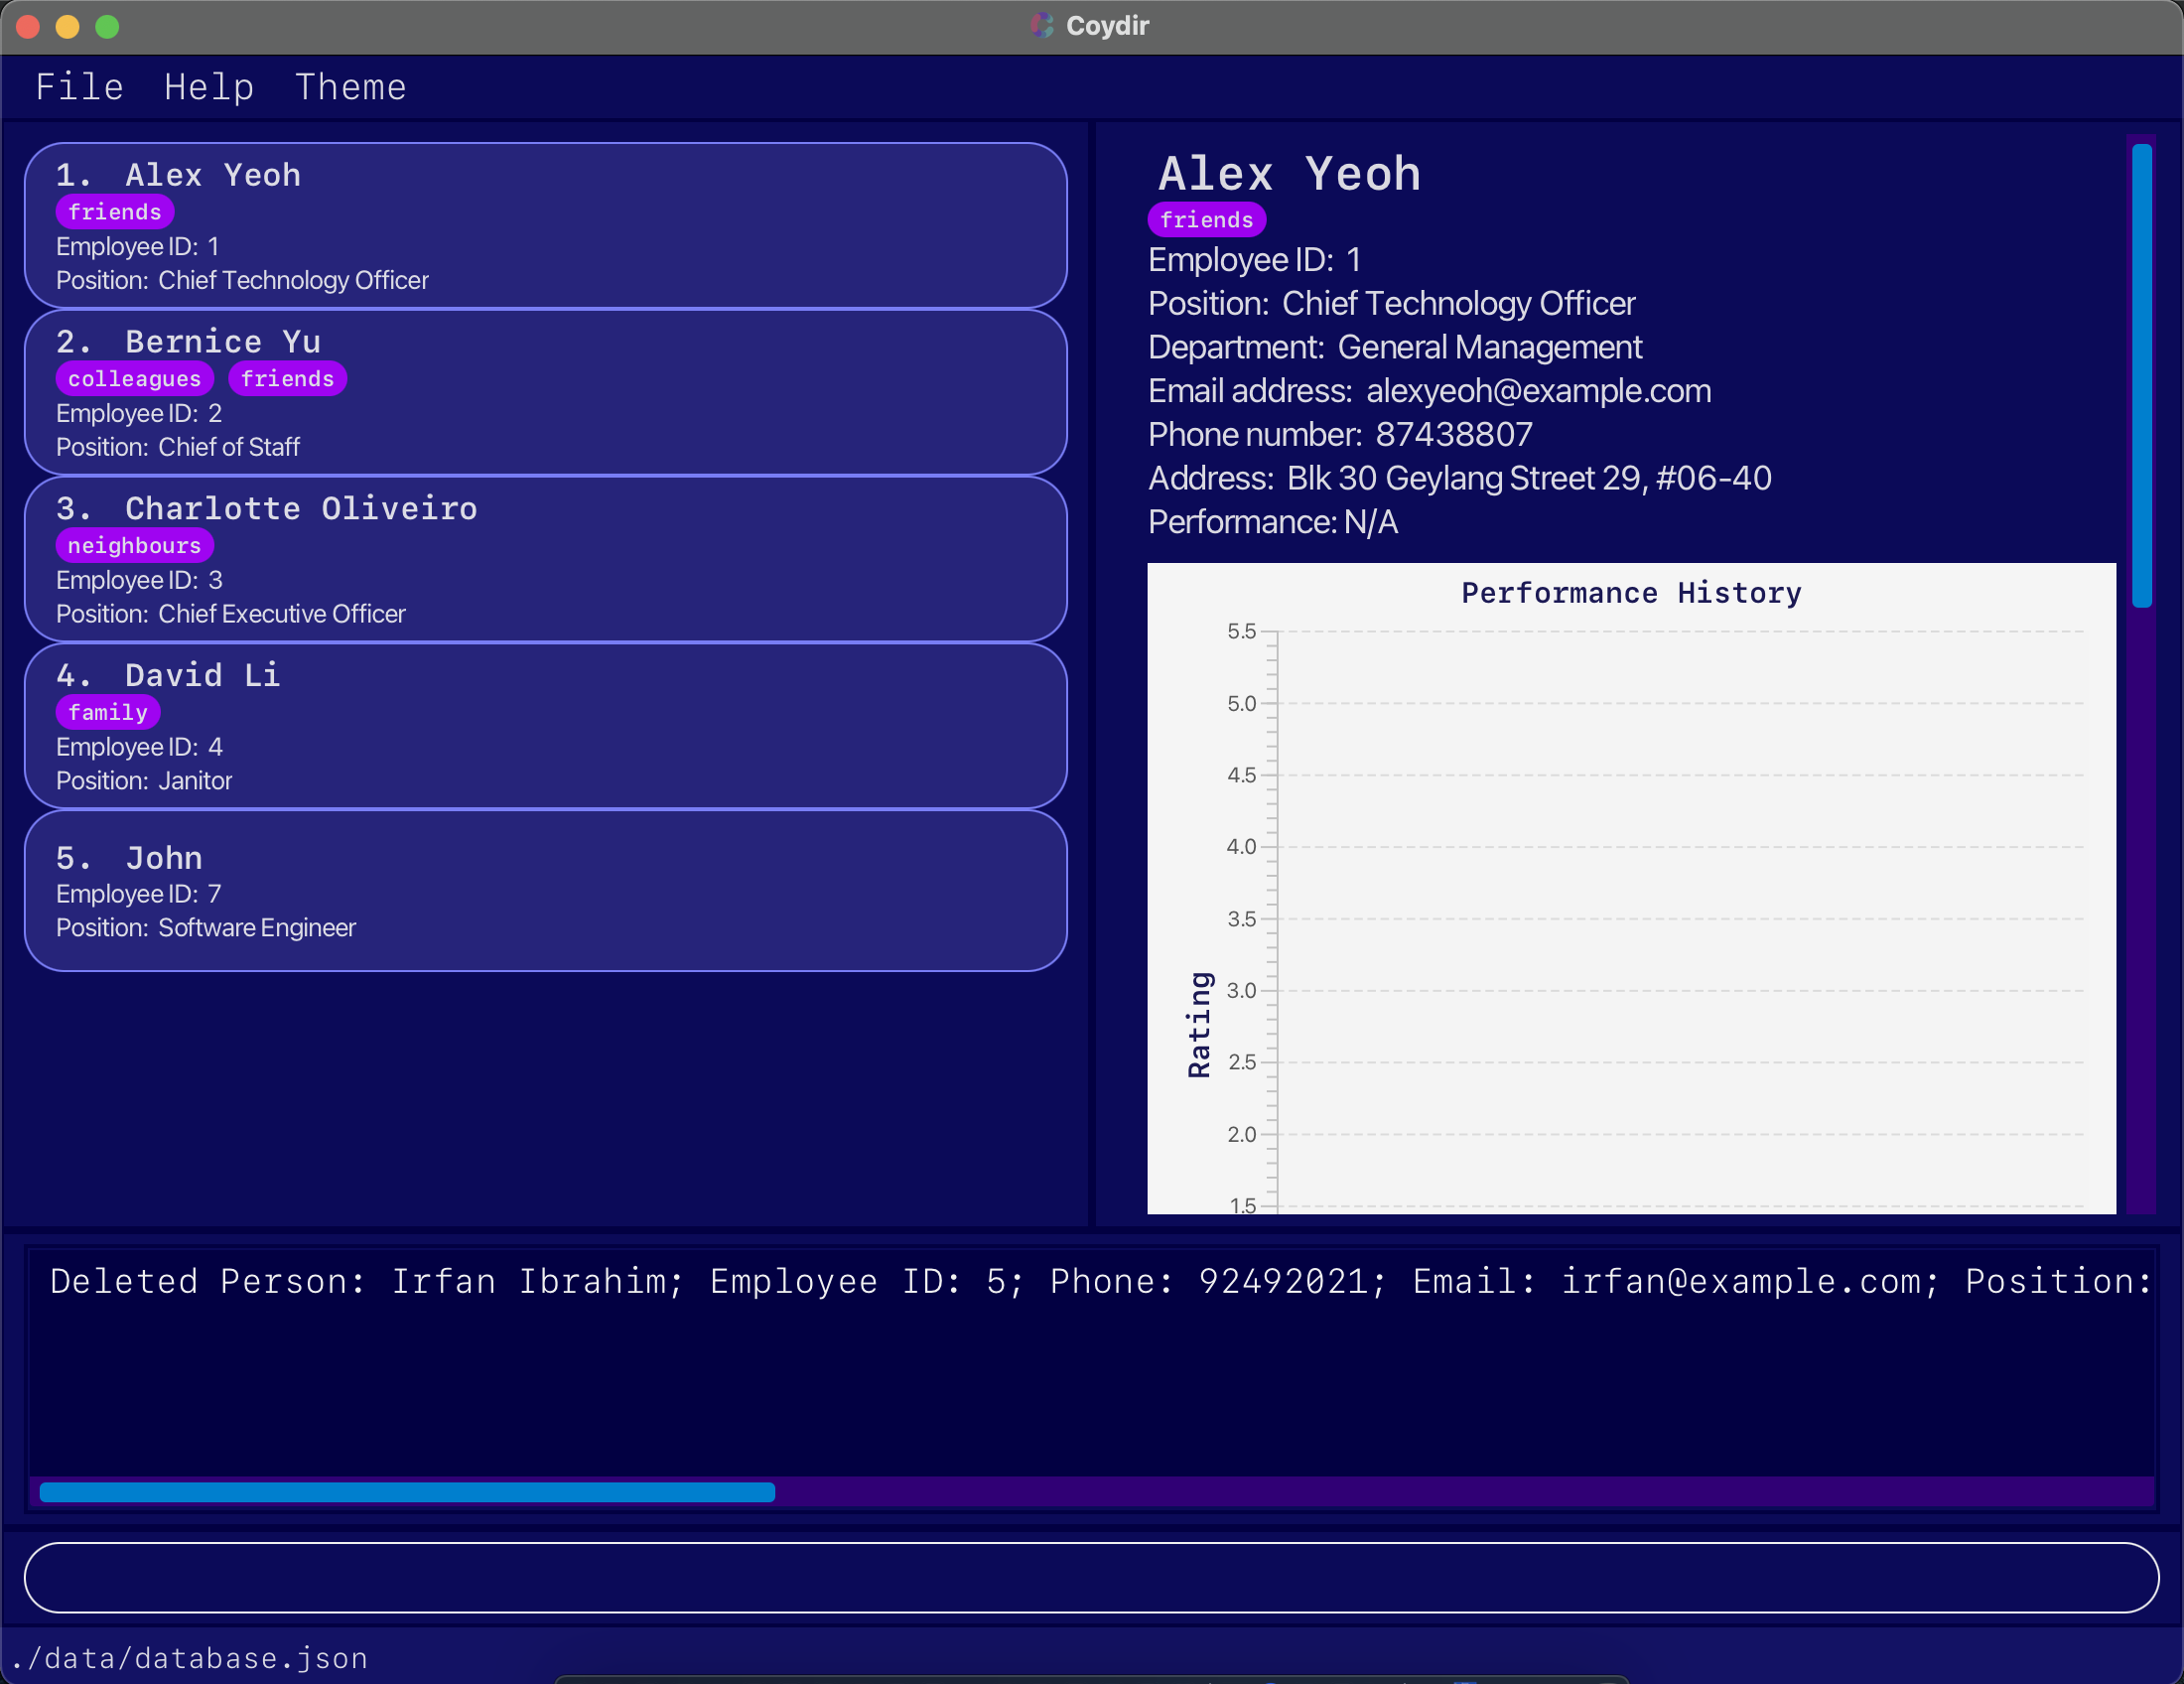 Coydir
File Help Theme
1. Alex Yeoh
friends
Employee ID: 1
Position: Chief Technology Officer
2. Bernice Yu
colleagues friends
Employee ID: 2
Position: Chief of Staff
3. Charlotte Oliveiro
neighbours
Employee ID: 3
Position: Chief Executive Officer
4. David Li
family
Employee ID: 4
Position: Janitor
5. John
Employee ID: 7
Position: Software Engineer
Alex Yeoh
friends
Employee ID: 1
Position: Chief Technology Officer
Department: General Management
Email address: alexyeoh@example.com
Phone number: 87438807
Address: Blk 30 Geylang Street 29, #06-40
Performance: N/A
Performance History
5.5
5.0
4.5
4.0
3.5
3.0
2.5
2.0
1.5
Rating
Deleted Person: Irfan Ibrahim; Employee ID: 5; Phone: 92492021; Email: irfan@example.com; Position:
./data/database.json